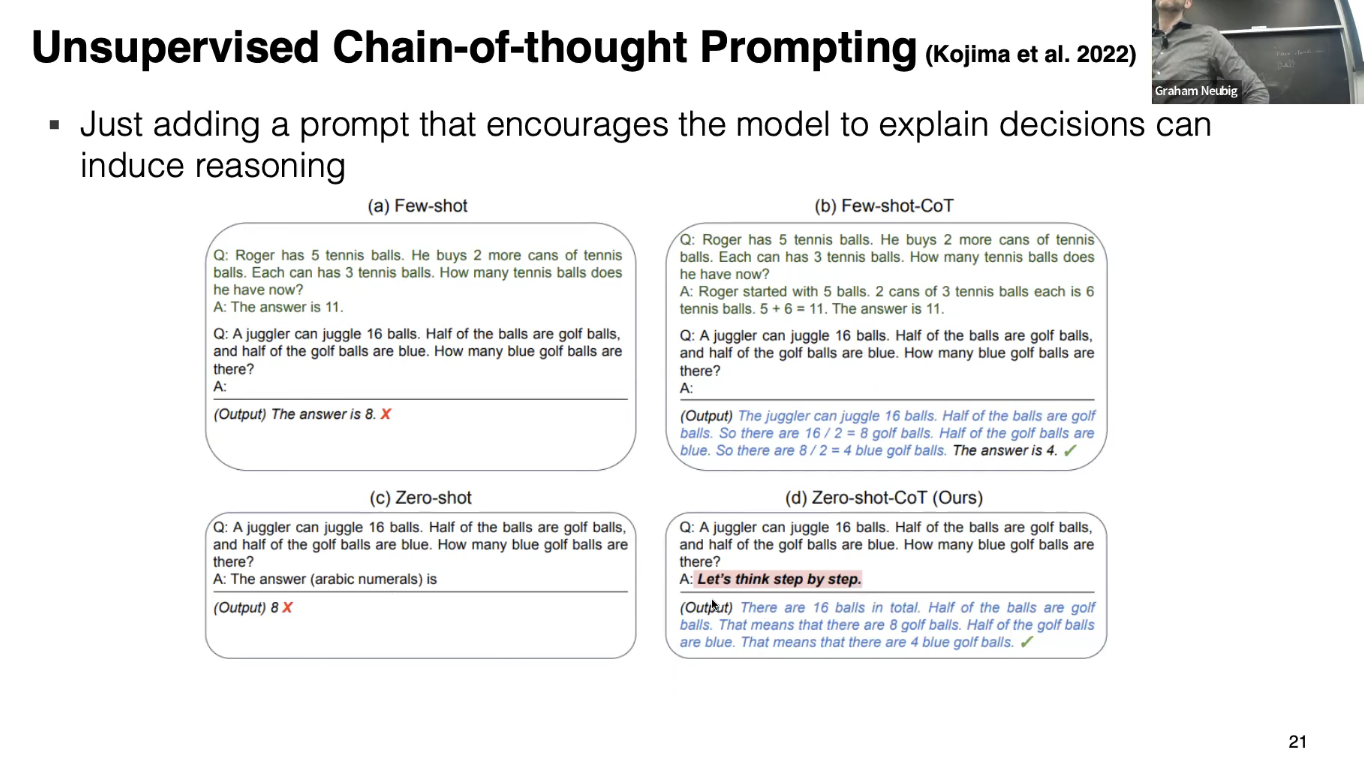 Unsupervised Chain-of-thought Prompting (Kojima et al. 2022)
Graham Neubig
▪ Just adding a prompt that encourages the model to explain decisions can
induce reasoning
(a) Few-shot
Q: Roger has 5 tennis balls. He buys 2 more cans of tennis
balls. Each can has 3 tennis balls. How many tennis balls does
he have now?
A: The answer is 11.
Q: A juggler can juggle 16 balls. Half of the balls are golf balls,
and half of the golf balls are blue. How many blue golf balls are
there?
A:
(Output) The answer is 8. X
(b) Few-shot-CoT
Q: Roger has 5 tennis balls. He buys 2 more cans of tennis
balls. Each can has 3 tennis balls. How many tennis balls does
he have now?
A: Roger started with 5 balls. 2 cans of 3 tennis balls each is 6
tennis balls. 5 + 6 = 11. The answer is 11.
Q: A juggler can juggle 16 balls. Half of the balls are golf balls,
and half of the golf balls are blue. How many blue golf balls are
there?
A:
(Output) The juggler can juggle 16 balls. Half of the balls are golf
balls. So there are 16 / 2 = 8 golf balls. Half of the golf balls are
blue. So there are 8 / 2 = 4 blue golf balls. The answer is 4. ✓
(c) Zero-shot
Q: A juggler can juggle 16 balls. Half of the balls are golf balls,
and half of the golf balls are blue. How many blue golf balls are
there?
A: The answer (arabic numerals) is
(Output) 8 X
(d) Zero-shot-CoT (Ours)
Q: A juggler can juggle 16 balls. Half of the balls are golf balls,
and half of the golf balls are blue. How many blue golf balls are
there?
A: Let's think step by step.
(Output) There are 16 balls in total. Half of the balls are golf
balls. That means that there are 8 golf balls. Half of the golf balls
are blue. That means that there are 4 blue golf balls. ✓
21